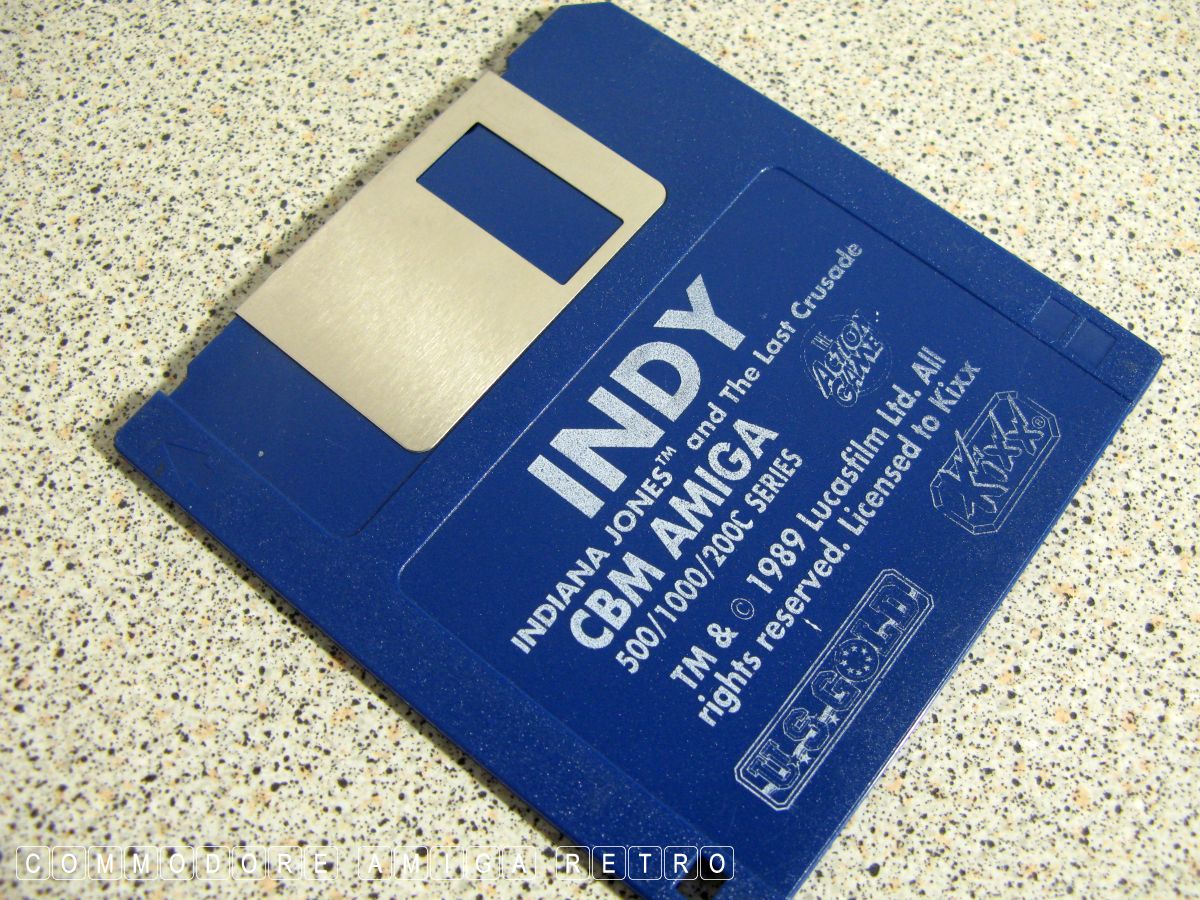 INDY
INDIANA JONES™ and The Last Crusade
CBM AMIGA
500/1000/200C SERIES
THE
ACTION
GAME
TM & © 1989 Lucasfilm Ltd. All
rights reserved. Licensed to Kixx
KIXX®
U.S. GOLD
COMMODORE AMIGA RETRO